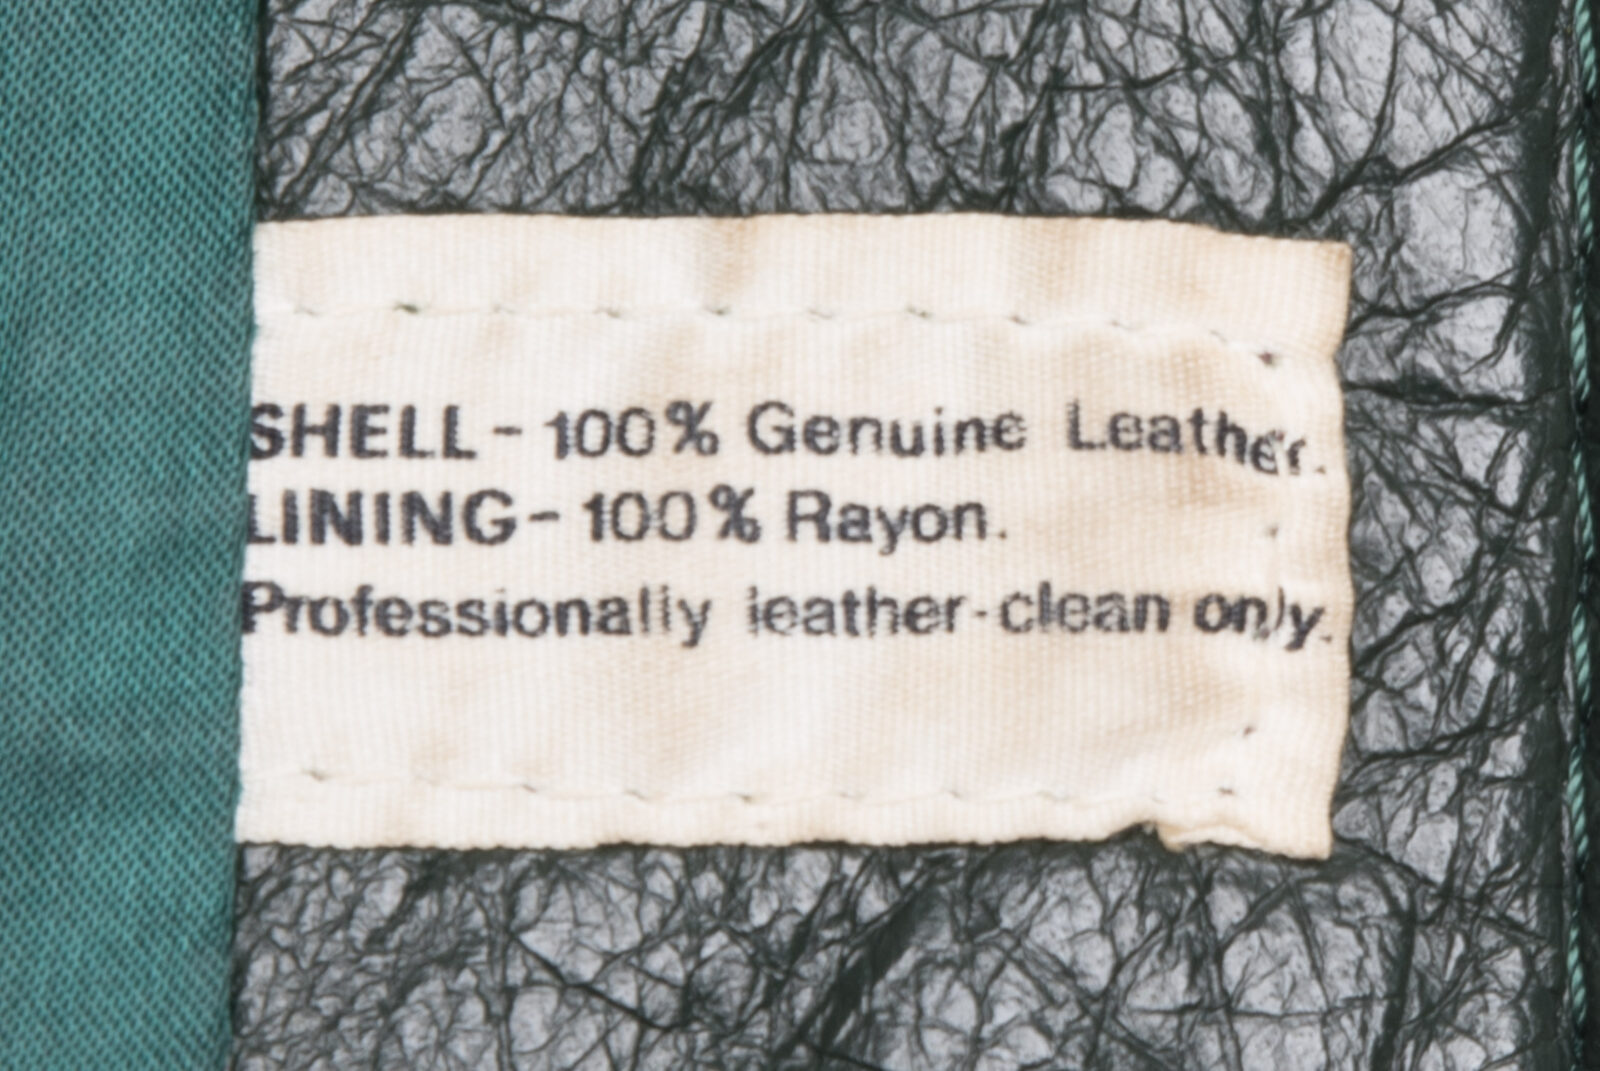 SHELL - 100% Genuine Leather.
LINING - 100% Rayon.
Professionally leather-clean only.